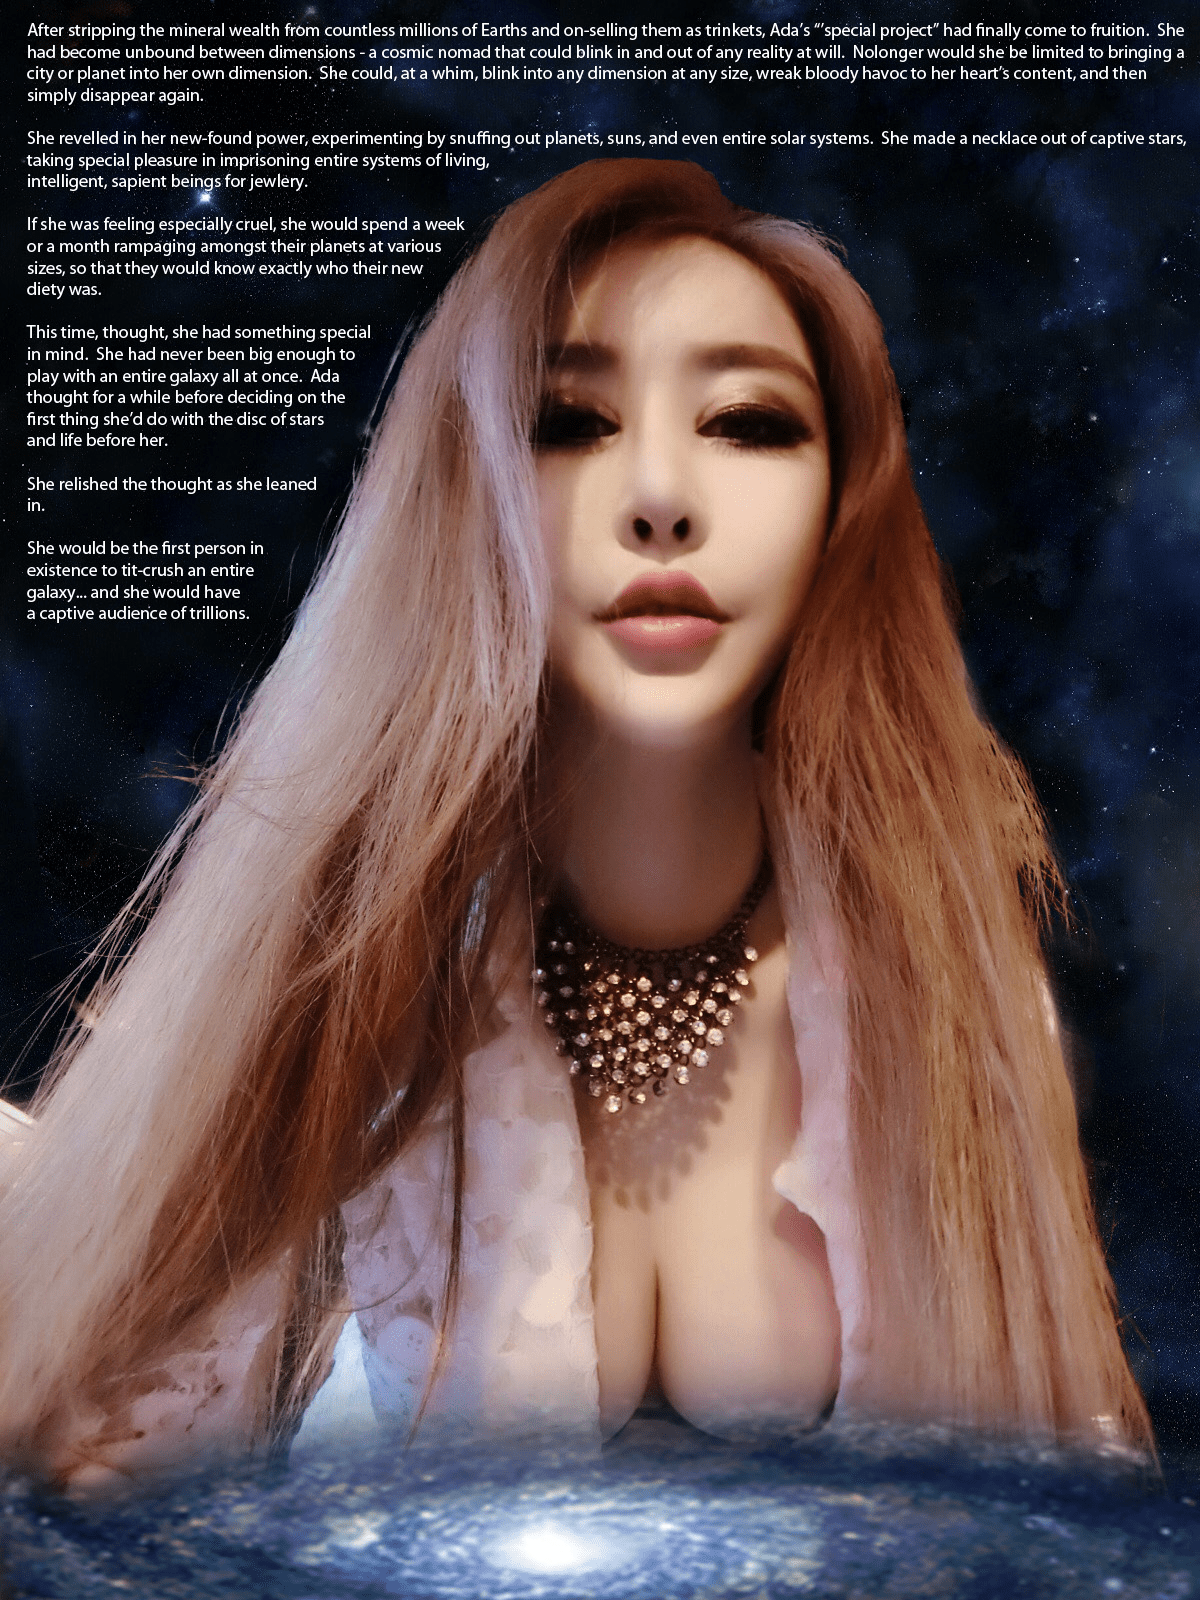 After stripping the mineral wealth from countless millions of Earths and on-selling them as trinkets, Ada's "'special project" had finally come to fruition.  She
had become unbound between dimensions - a cosmic nomad that could blink in and out of any reality at will.  Nolonger would she be limited to bringing a
city or planet into her own dimension.  She could, at a whim, blink into any dimension at any size, wreak bloody havoc to her heart's content, and then
simply disappear again.
She revelled in her new-found power, experimenting by snuffing out planets, suns, and even entire solar systems.  She made a necklace out of captive stars,
taking special pleasure in imprisoning entire systems of living,
intelligent, sapient beings for jewlery.
If she was feeling especially cruel, she would spend a week
or a month rampaging amongst their planets at various
sizes, so that they would know exactly who their new
diety was.
This time, thought, she had something special
in mind.  She had never been big enough to
play with an entire galaxy all at once.  Ada
thought for a while before deciding on the
first thing she'd do with the disc of stars
and life before her.
She relished the thought as she leaned
in.
She would be the first person in
existence to tit-crush an entire
galaxy... and she would have
a captive audience of trillions.